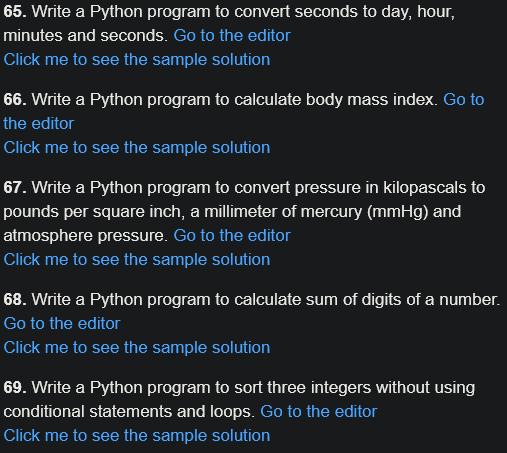 65. Write a Python program to convert seconds to day, hour,
minutes and seconds. Go to the editor
Click me to see the sample solution
66. Write a Python program to calculate body mass index. Go to
the editor
Click me to see the sample solution
67. Write a Python program to convert pressure in kilopascals to
pounds per square inch, a millimeter of mercury (mmHg) and
atmosphere pressure. Go to the editor
Click me to see the sample solution
68. Write a Python program to calculate sum of digits of a number.
Go to the editor
Click me to see the sample solution
69. Write a Python program to sort three integers without using
conditional statements and loops. Go to the editor
Click me to see the sample solution